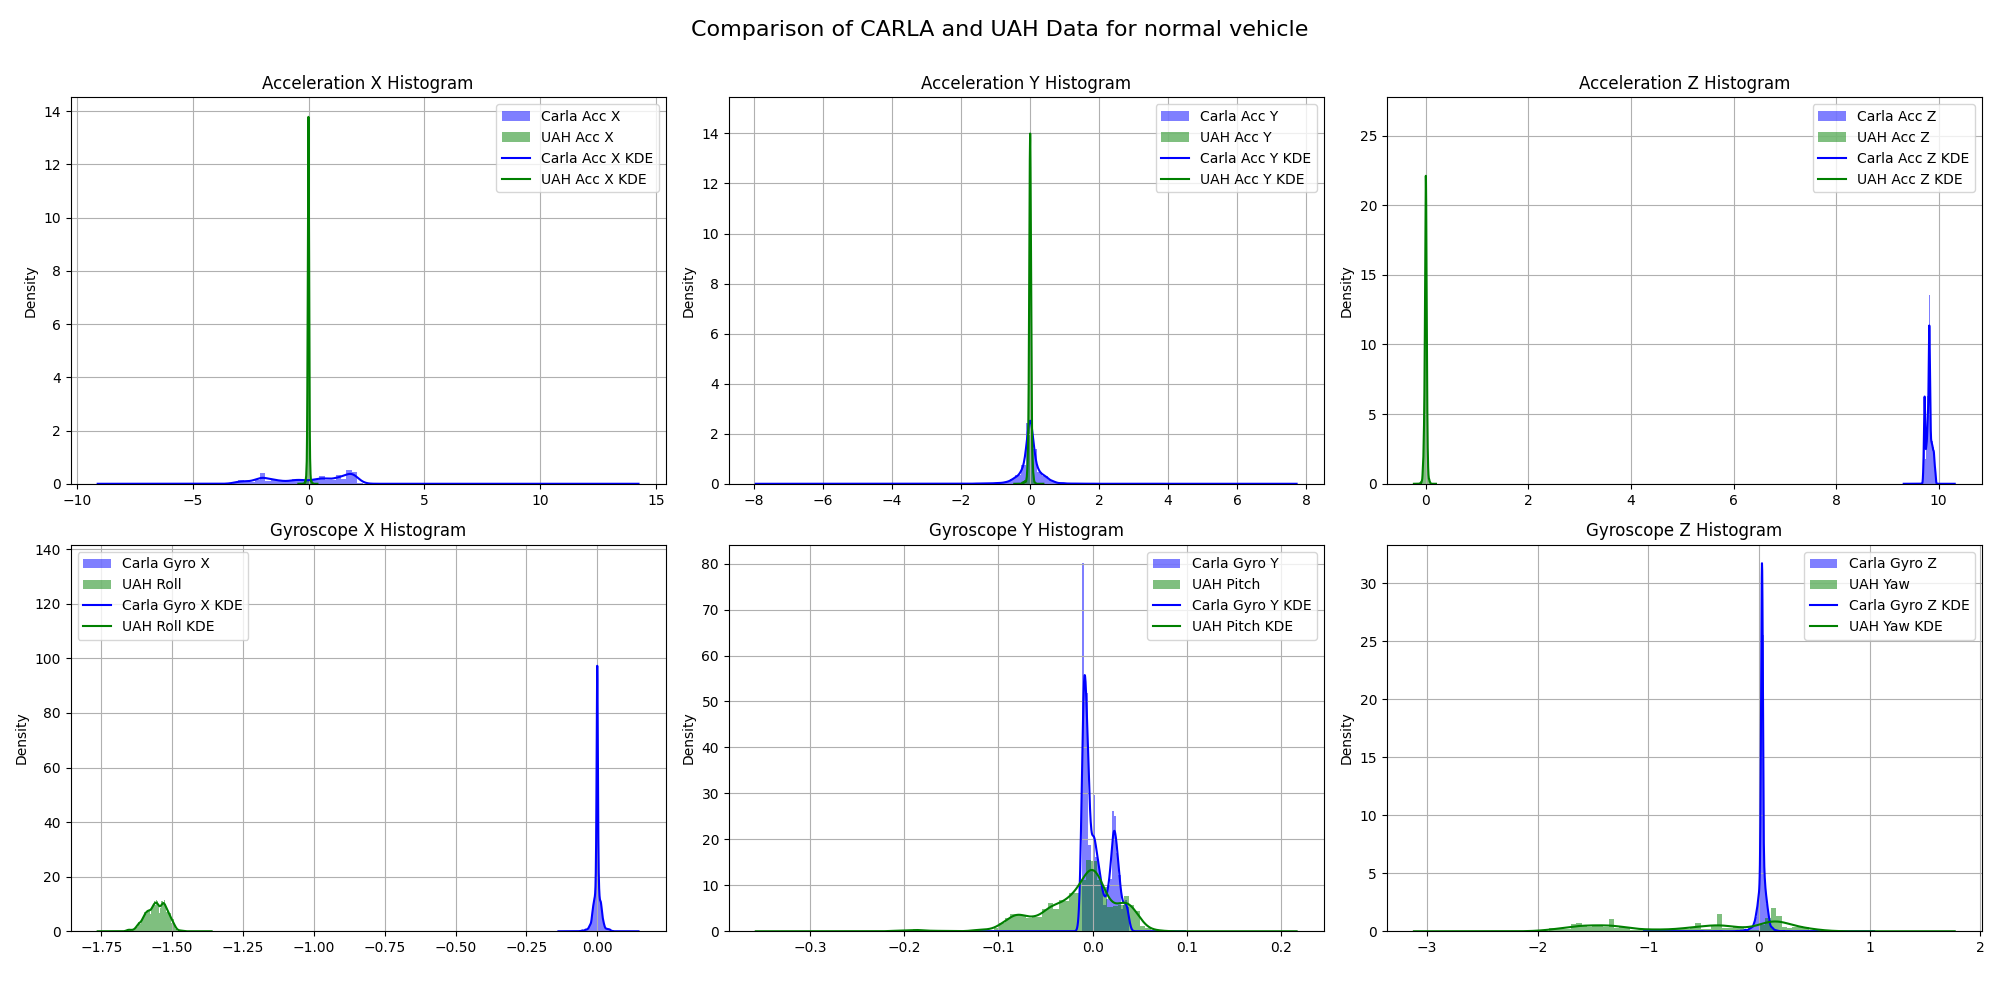 Comparison of CARLA and UAH Data for normal vehicle
Acceleration X Histogram
Density
14
12
10
8
6
4
2
0
−10
−5
0
5
10
15
Carla Acc X
UAH Acc X
Carla Acc X KDE
UAH Acc X KDE
Acceleration Y Histogram
Density
14
12
10
8
6
4
2
0
−8
−6
−4
−2
0
2
4
6
8
Carla Acc Y
UAH Acc Y
Carla Acc Y KDE
UAH Acc Y KDE
Acceleration Z Histogram
Density
25
20
15
10
5
0
0
2
4
6
8
10
Carla Acc Z
UAH Acc Z
Carla Acc Z KDE
UAH Acc Z KDE
Gyroscope X Histogram
Density
140
120
100
80
60
40
20
0
−1.75
−1.50
−1.25
−1.00
−0.75
−0.50
−0.25
0.00
Carla Gyro X
UAH Roll
Carla Gyro X KDE
UAH Roll KDE
Gyroscope Y Histogram
Density
80
70
60
50
40
30
20
10
0
−0.3
−0.2
−0.1
0.0
0.1
0.2
Carla Gyro Y
UAH Pitch
Carla Gyro Y KDE
UAH Pitch KDE
Gyroscope Z Histogram
Density
30
25
20
15
10
5
0
−3
−2
−1
0
1
2
Carla Gyro Z
UAH Yaw
Carla Gyro Z KDE
UAH Yaw KDE